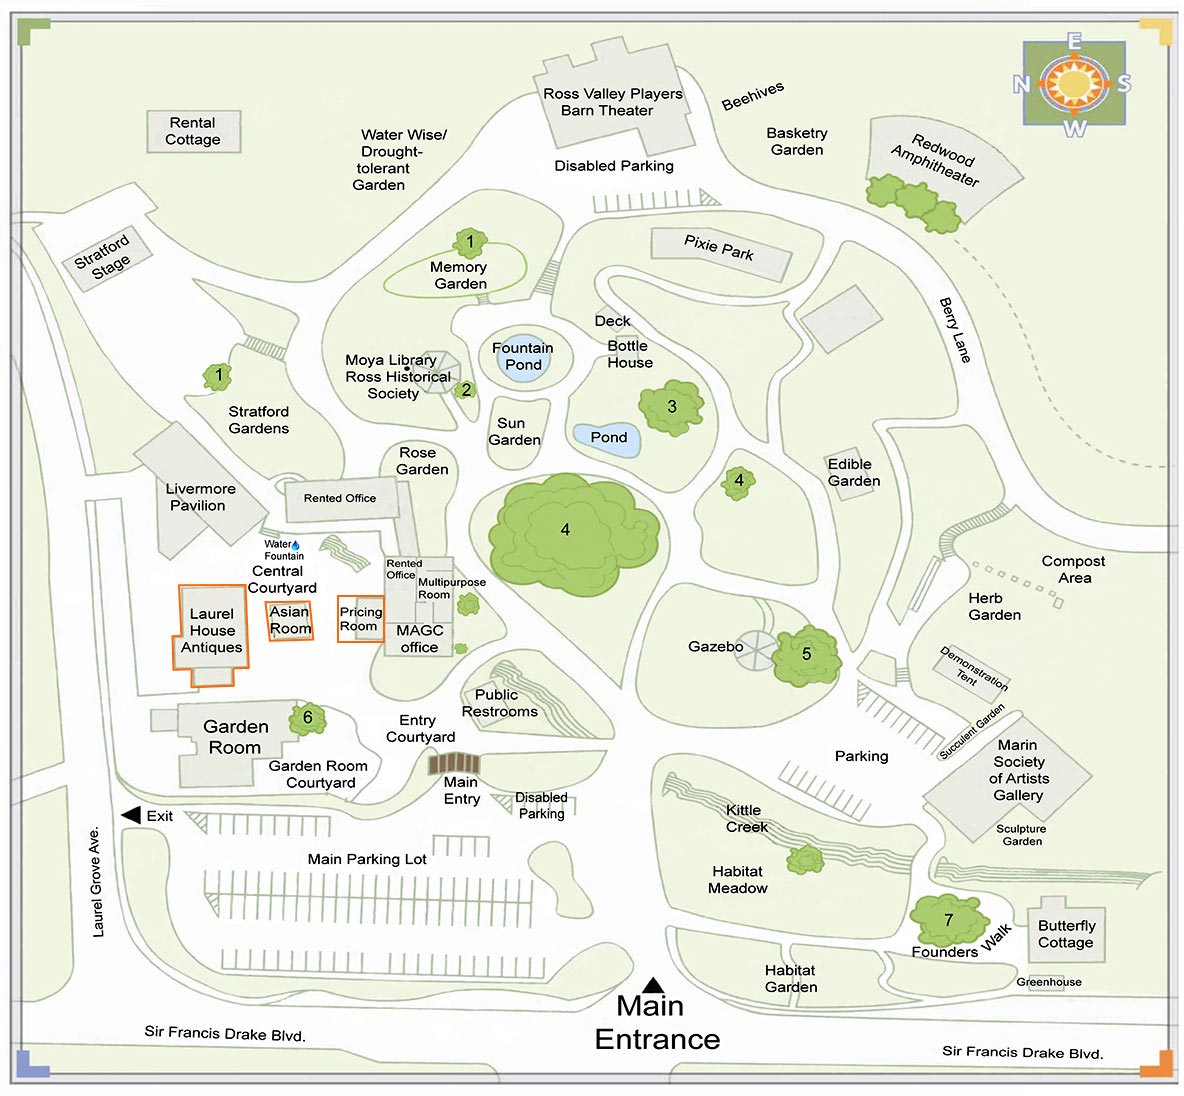 E
N
S
W
Ross Valley Players
Barn Theater
Beehives
Rental
Cottage
Water Wise/
Drought-
tolerant
Garden
Basketry
Garden
Redwood
Amphitheater
Disabled Parking
Stratford
Stage
1
Memory
Garden
Pixie Park
Berry Lane
Deck
Bottle
House
Fountain
Pond
Moya Library
Ross Historical
Society
2
1
3
Stratford
Gardens
Sun
Garden
Pond
Rose
Garden
4
Edible
Garden
Livermore
Pavilion
Rented Office
4
Water
Fountain
Central
Courtyard
Rented
Office
Multipurpose
Room
Compost
Area
Herb
Garden
Laurel
House
Antiques
Asian
Room
Pricing
Room
MAGC
office
Gazebo
5
Demonstration
Tent
Public
Restrooms
6
Garden
Room
Entry
Courtyard
Succulent Garden
Parking
Marin
Society
of Artists
Gallery
Garden Room
Courtyard
Main
Entry
Disabled
Parking
Exit
Kittle
Creek
Sculpture
Garden
Main Parking Lot
Habitat
Meadow
Laurel Grove Ave.
7
Founders Walk
Butterfly
Cottage
Habitat
Garden
Greenhouse
Main
Entrance
Sir Francis Drake Blvd.
Sir Francis Drake Blvd.